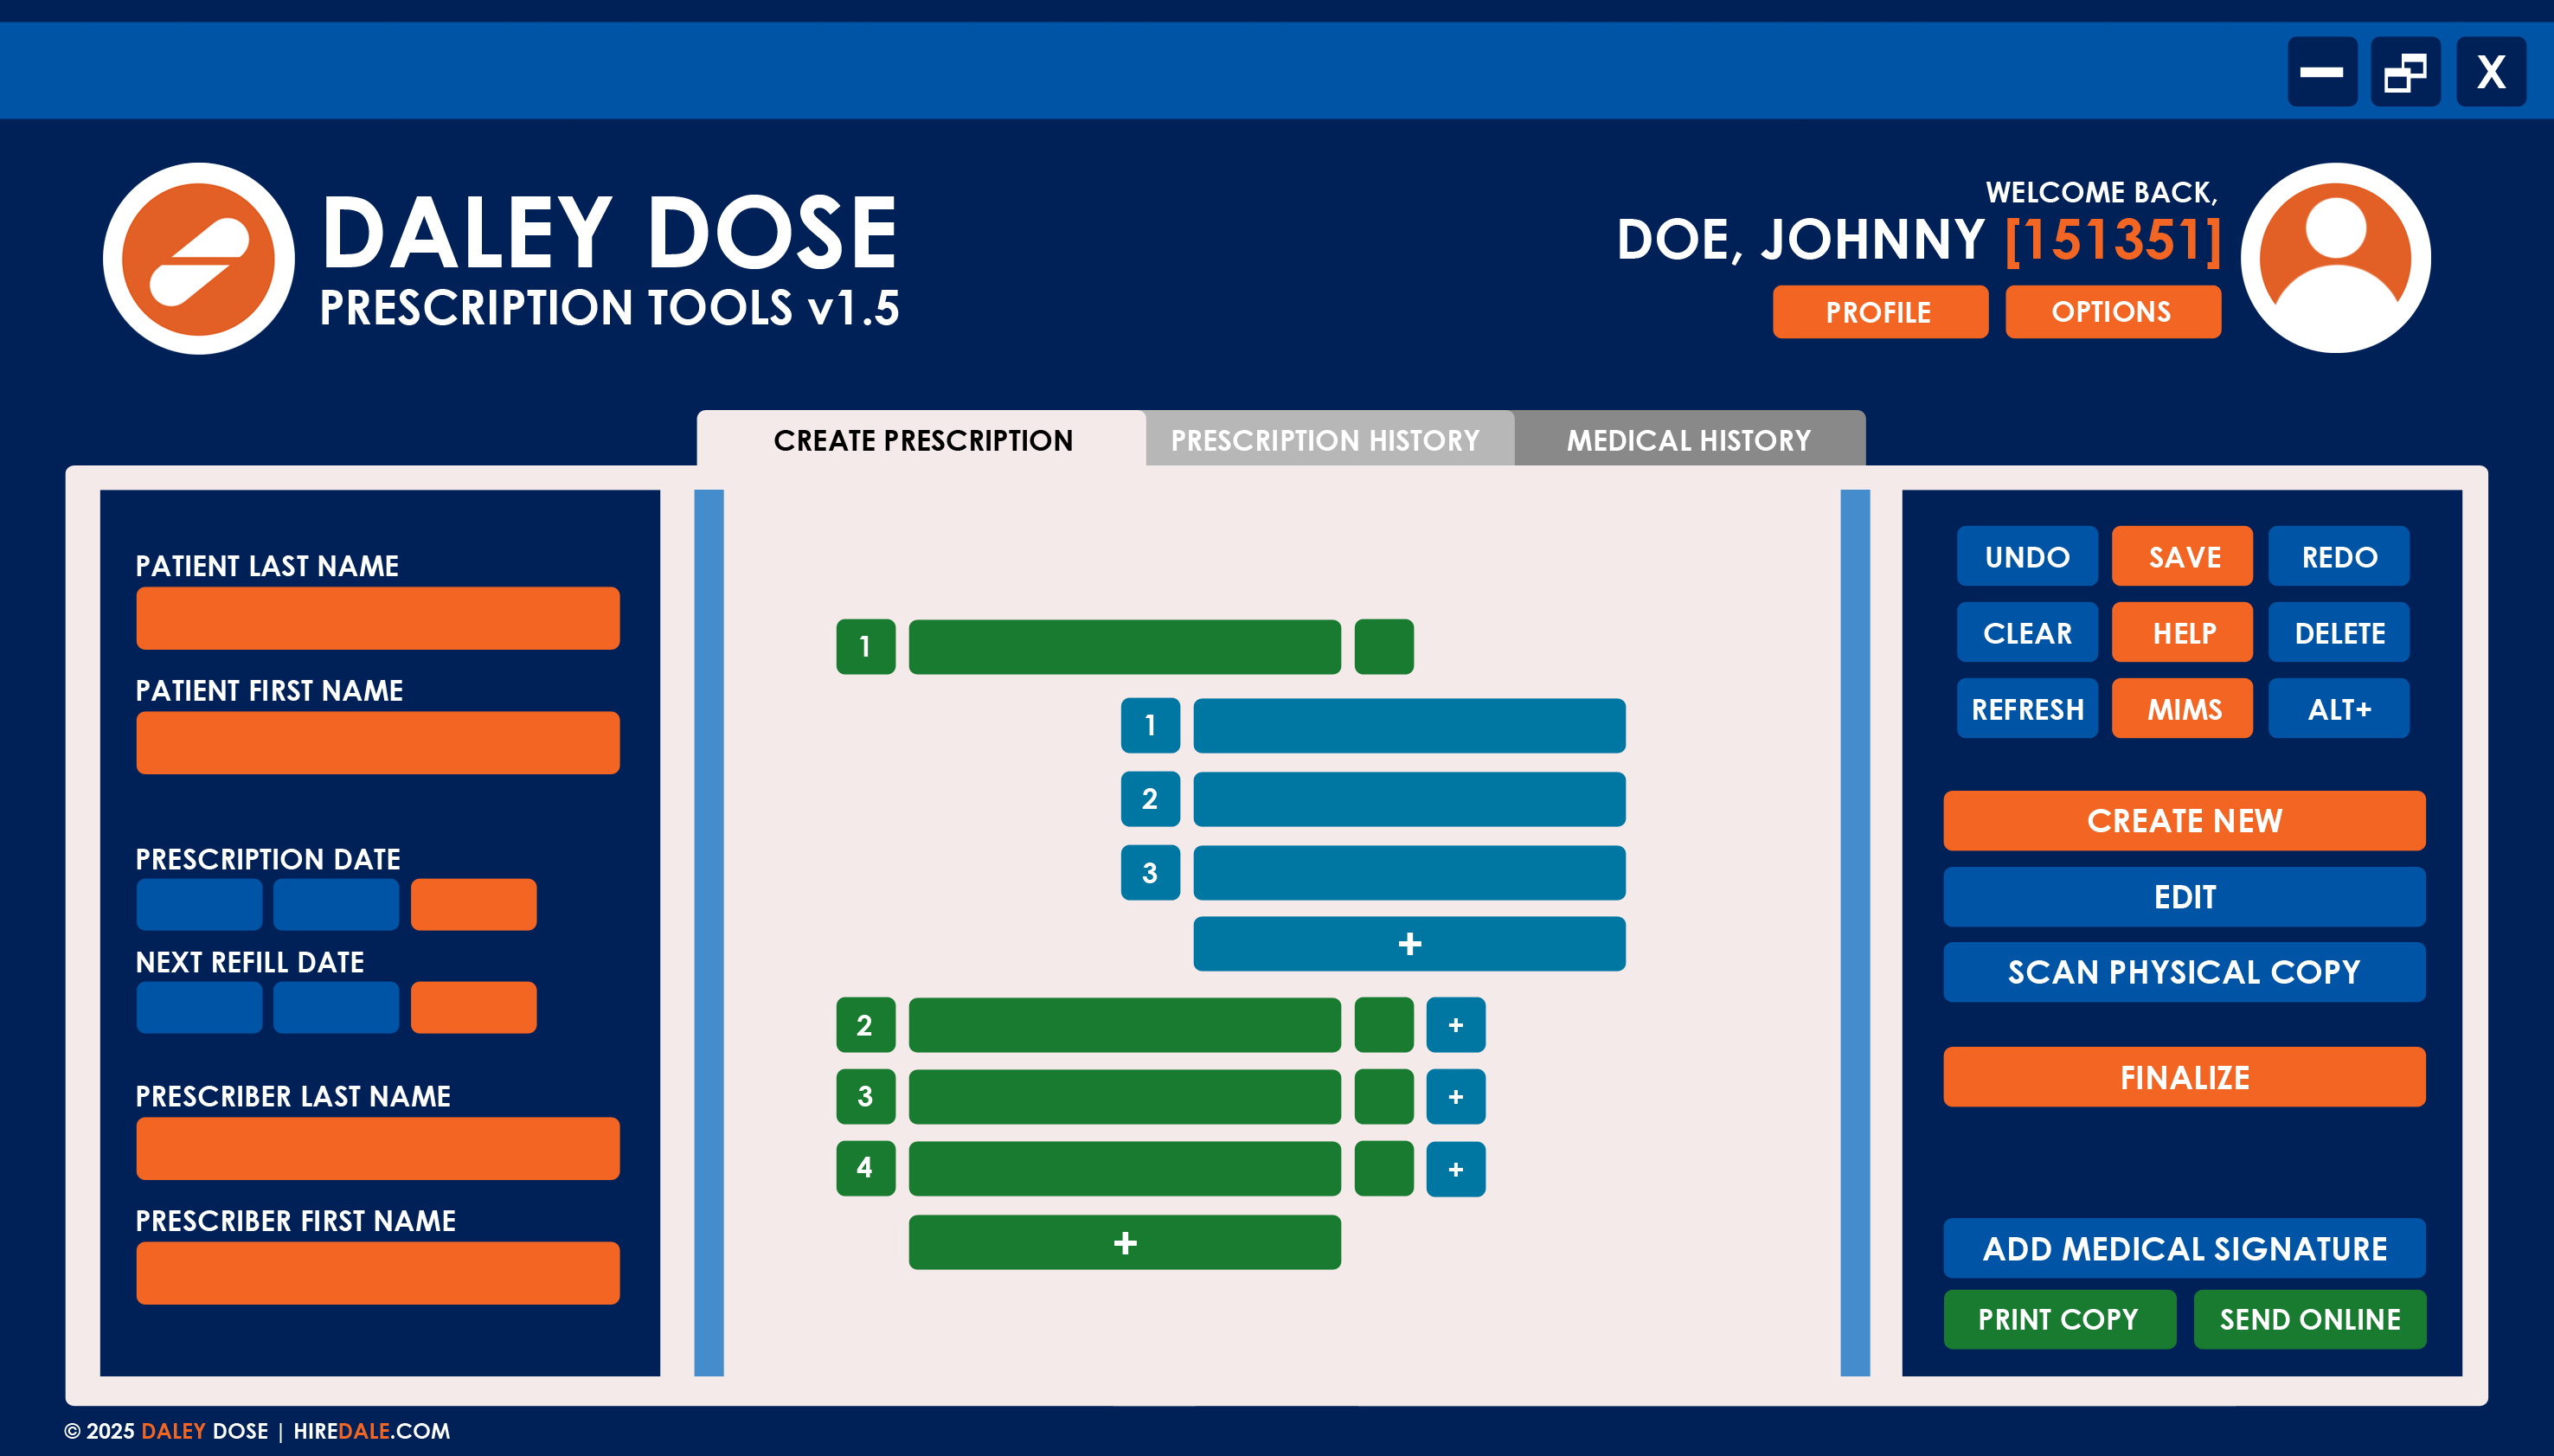 X
DALEY DOSE
PRESCRIPTION TOOLS v1.5
WELCOME BACK,
DOE, JOHNNY [151351]
PROFILE
OPTIONS
CREATE PRESCRIPTION
PRESCRIPTION HISTORY
MEDICAL HISTORY
PATIENT LAST NAME
PATIENT FIRST NAME
PRESCRIPTION DATE
NEXT REFILL DATE
PRESCRIBER LAST NAME
PRESCRIBER FIRST NAME
1
1
2
3
+
2 +
3 +
4 +
+
UNDO SAVE REDO
CLEAR HELP DELETE
REFRESH MIMS ALT+
CREATE NEW
EDIT
SCAN PHYSICAL COPY
FINALIZE
ADD MEDICAL SIGNATURE
PRINT COPY SEND ONLINE
© 2025 DALEY DOSE | HIREDALE.COM